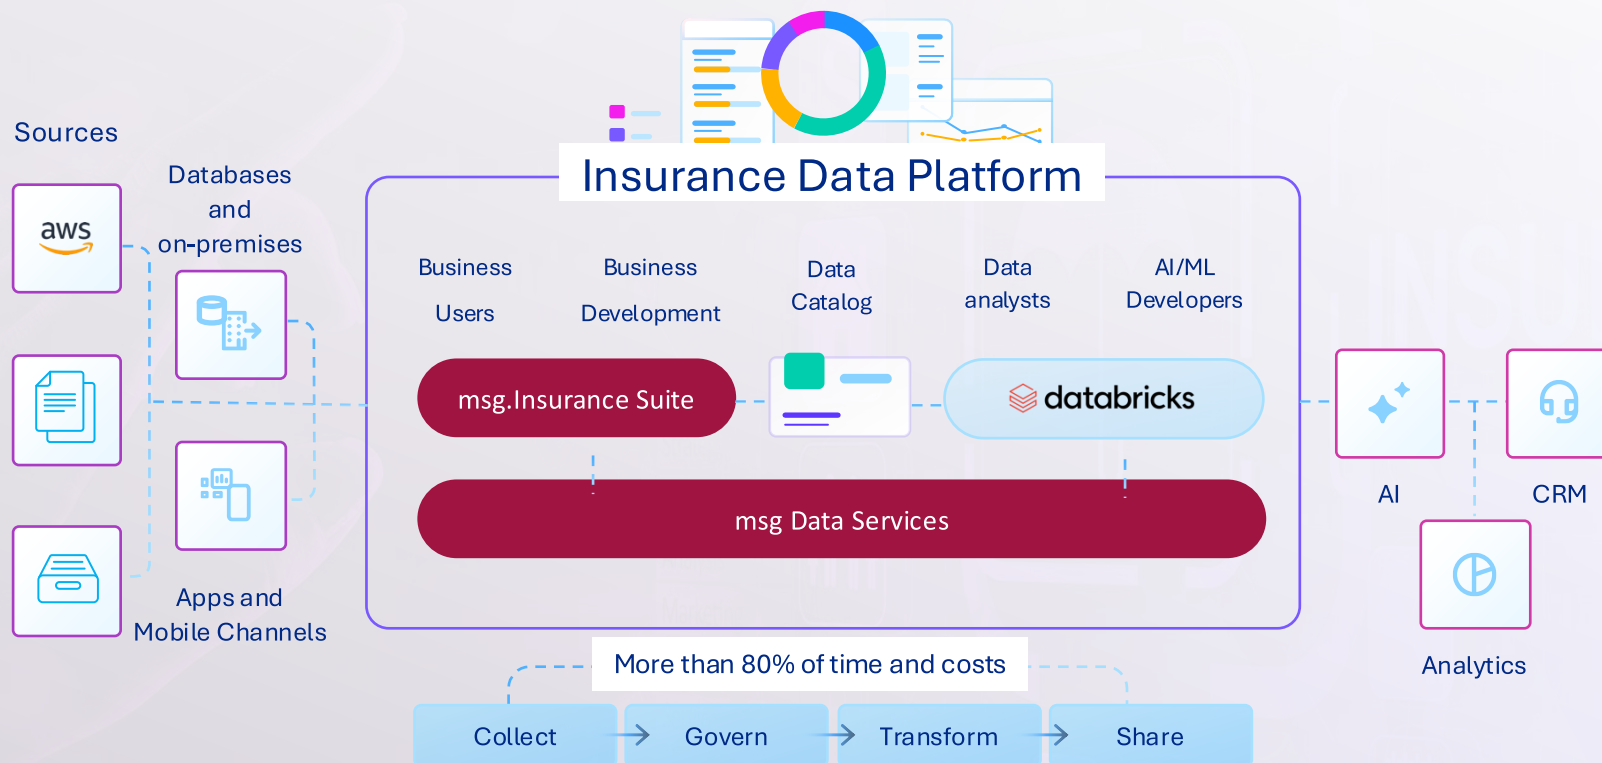 Insurance Data Platform
Sources
aws
Databases
and
on-premises
Apps and
Mobile Channels
Business
Users
Business
Development
Data
Catalog
Data
analysts
AI/ML
Developers
msg.Insurance Suite
databricks
msg Data Services
AI
CRM
Analytics
More than 80% of time and costs
Collect
Govern
Transform
Share